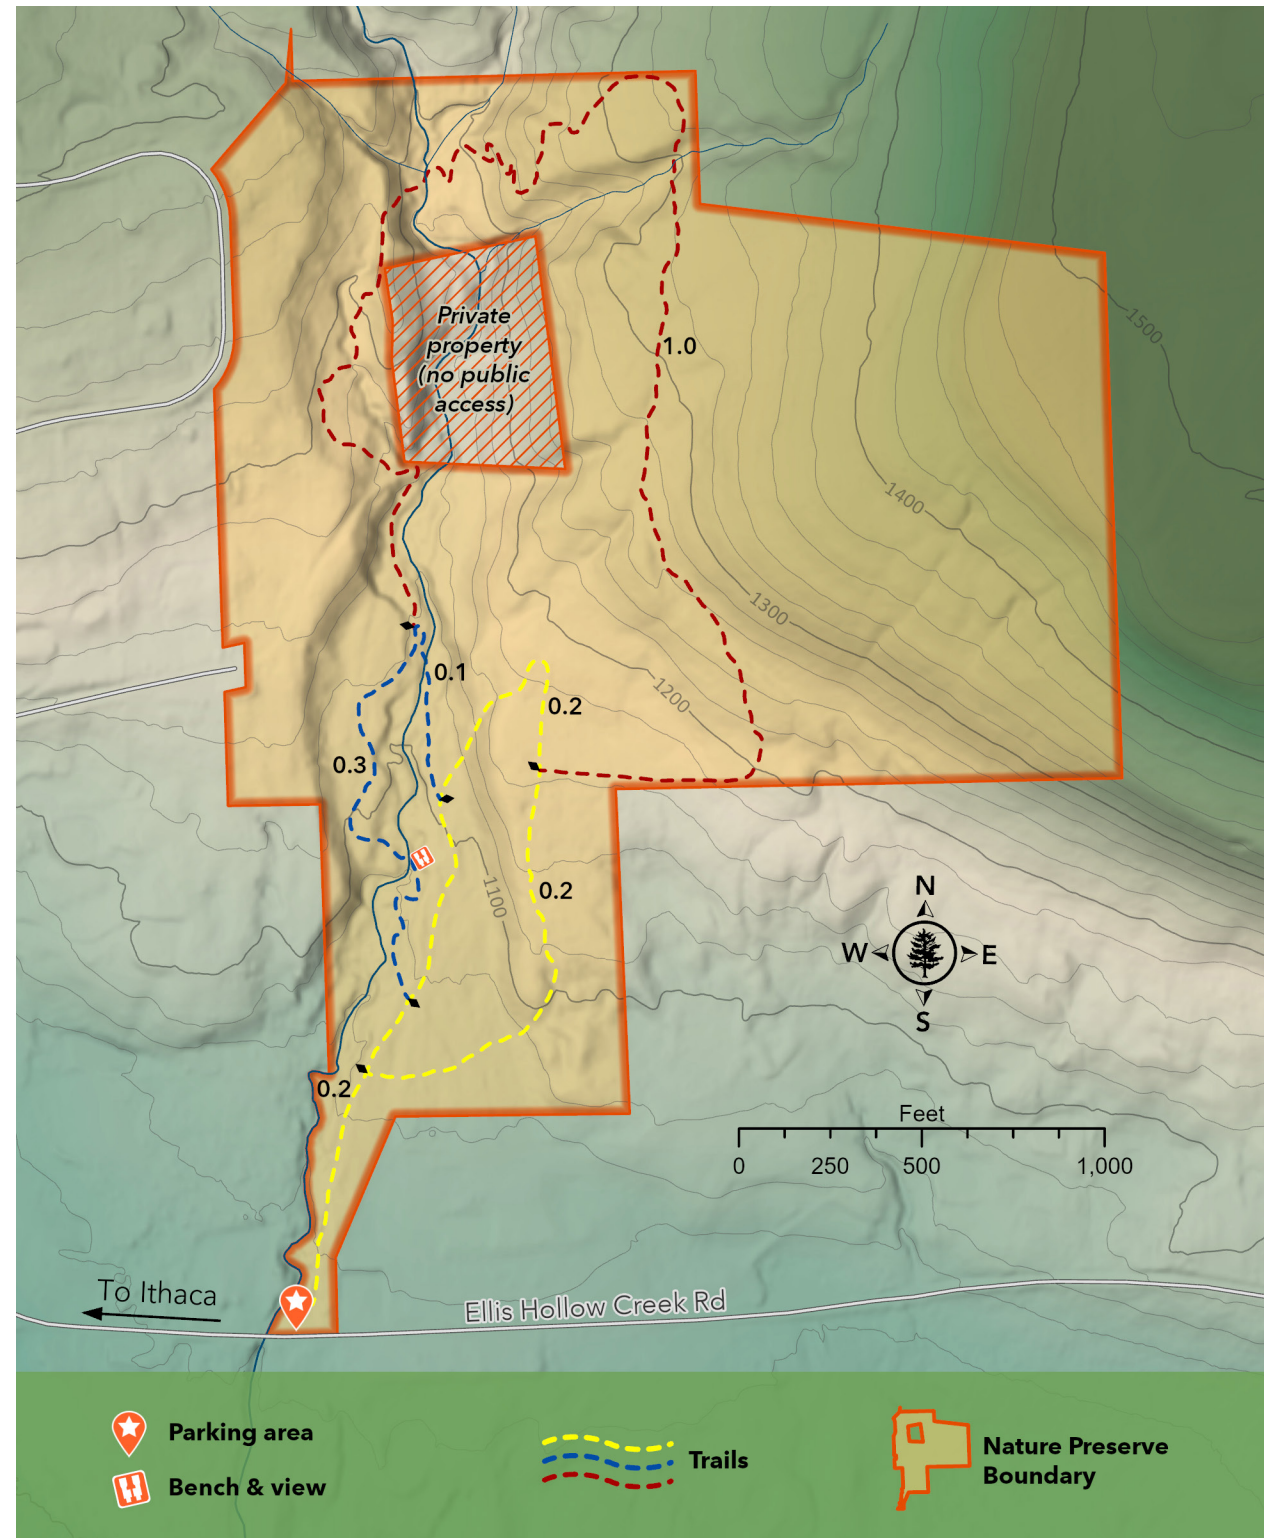 Private
property
(no public
access)
1.0
1500
1400
1300
1200
0.1
0.2
0.3
0.2
1100
N
W
E
S
0.2
Feet
0
250
500
1,000
To Ithaca
Ellis Hollow Creek Rd
Parking area
Bench & view
Trails
Nature Preserve
Boundary